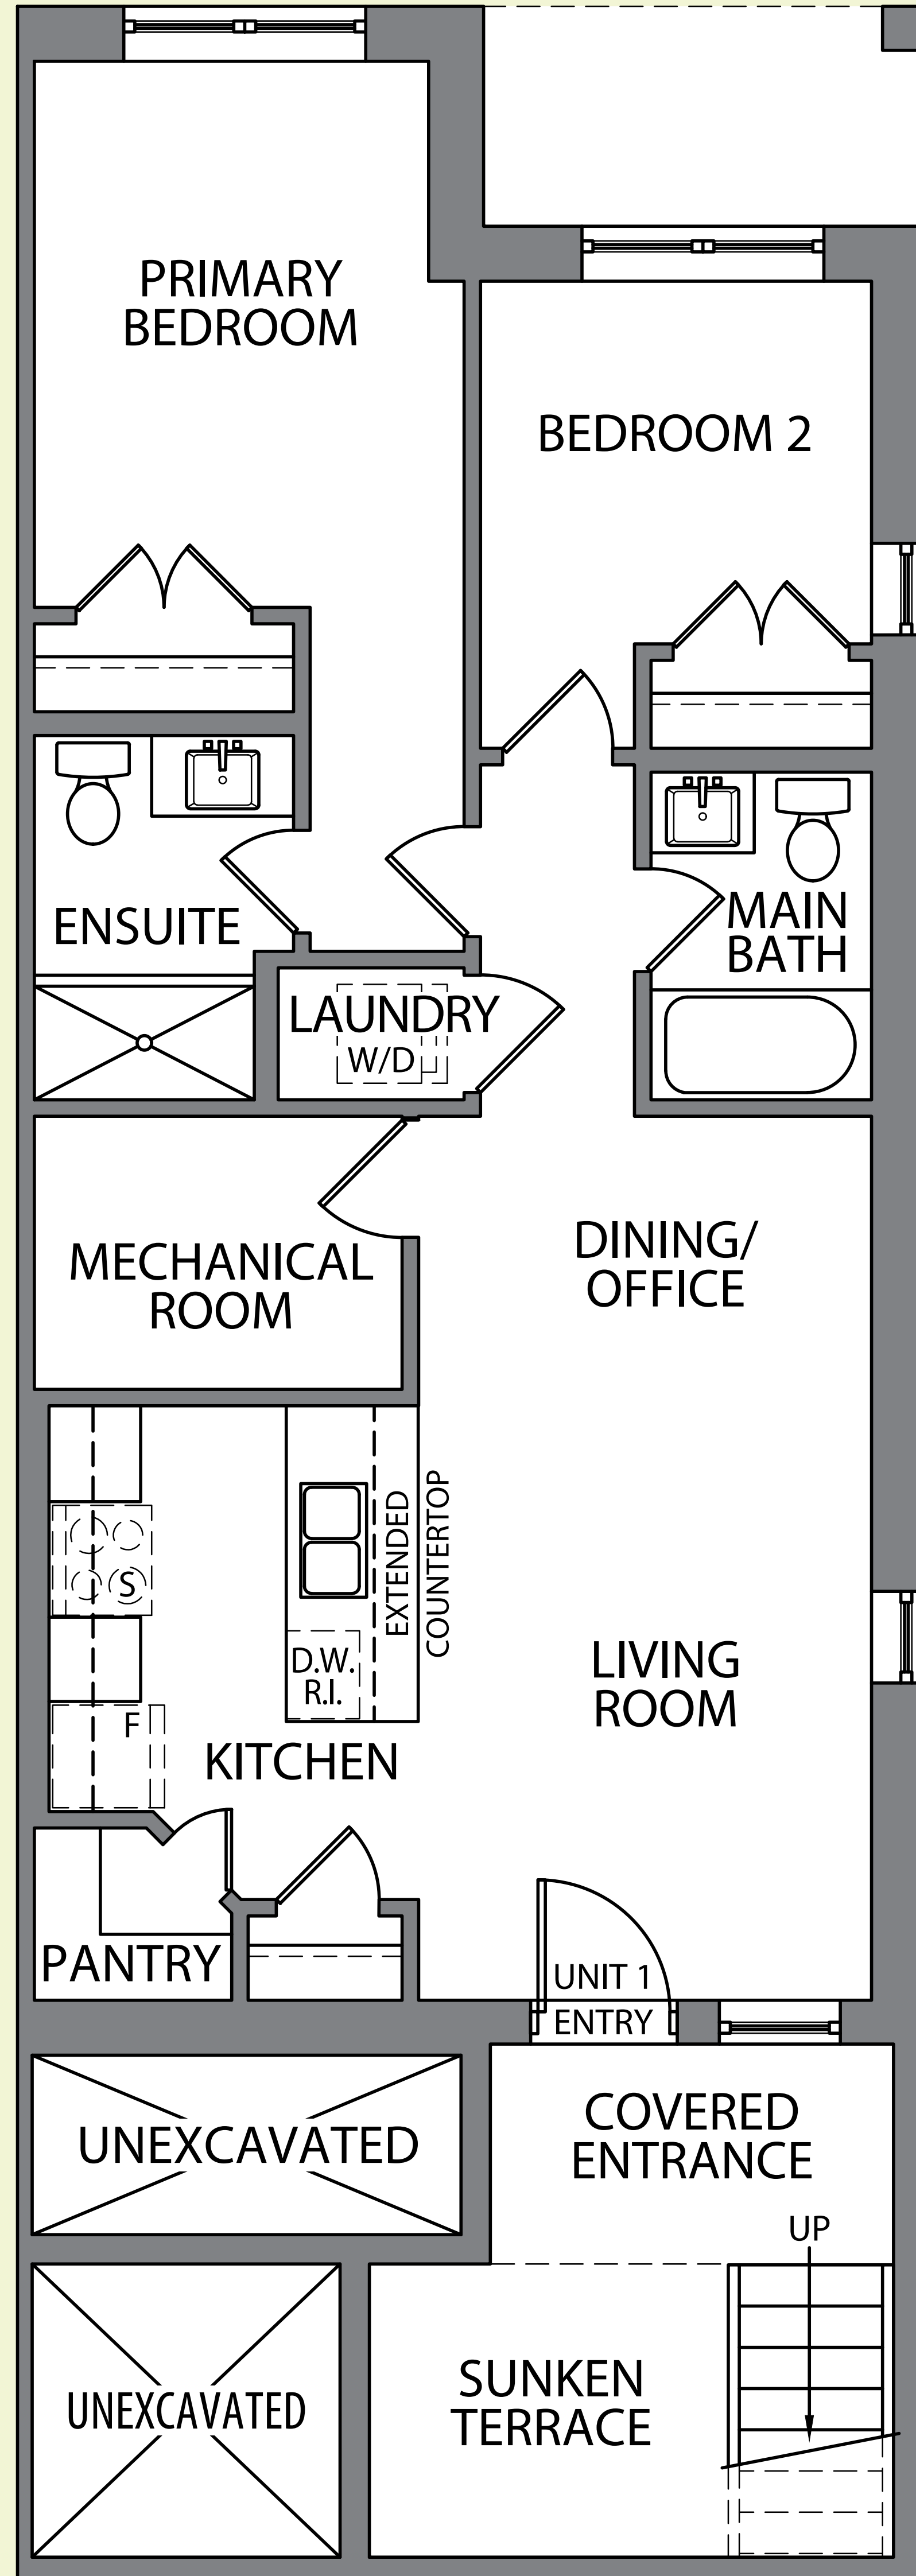 PRIMARY
BEDROOM
BEDROOM 2
ENSUITE
MAIN
BATH
LAUNDRY
W/D
MECHANICAL
ROOM
DINING/
OFFICE
EXTENDED
COUNTERTOP
S
D.W.
R.I.
F
KITCHEN
LIVING
ROOM
PANTRY
UNIT 1
ENTRY
UNEXCAVATED
COVERED
ENTRANCE
UP
UNEXCAVATED
SUNKEN
TERRACE